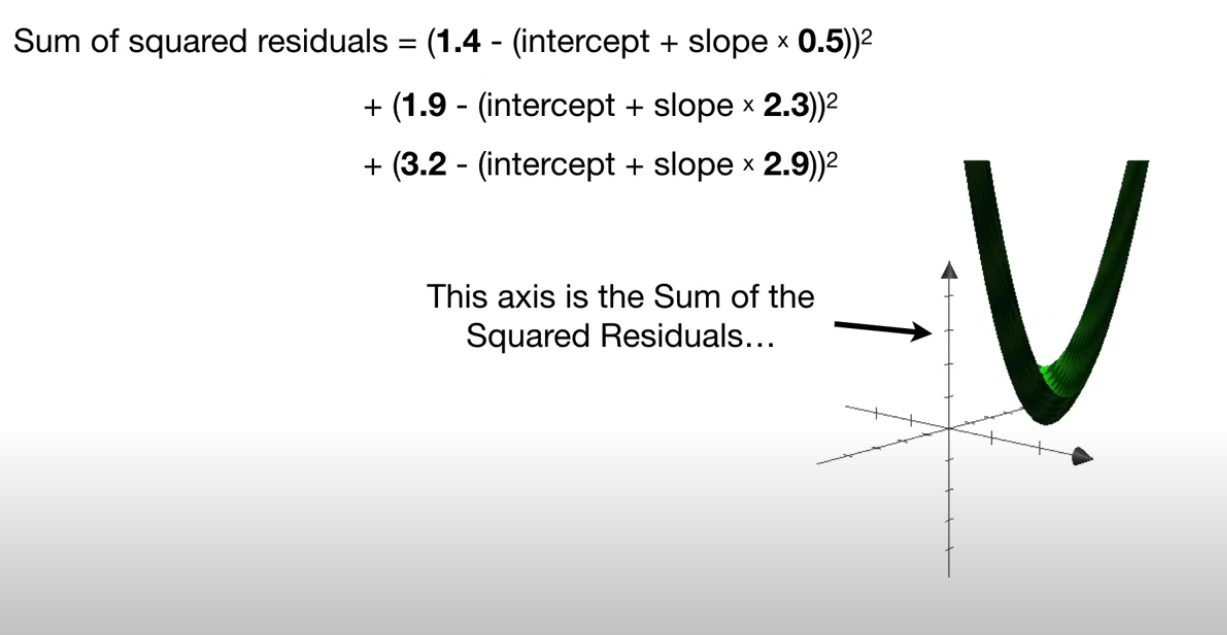 Sum of squared residuals = (1.4 - (intercept + slope × 0.5))²
+ (1.9 - (intercept + slope × 2.3))²
+ (3.2 - (intercept + slope × 2.9))²
This axis is the Sum of the
Squared Residuals…